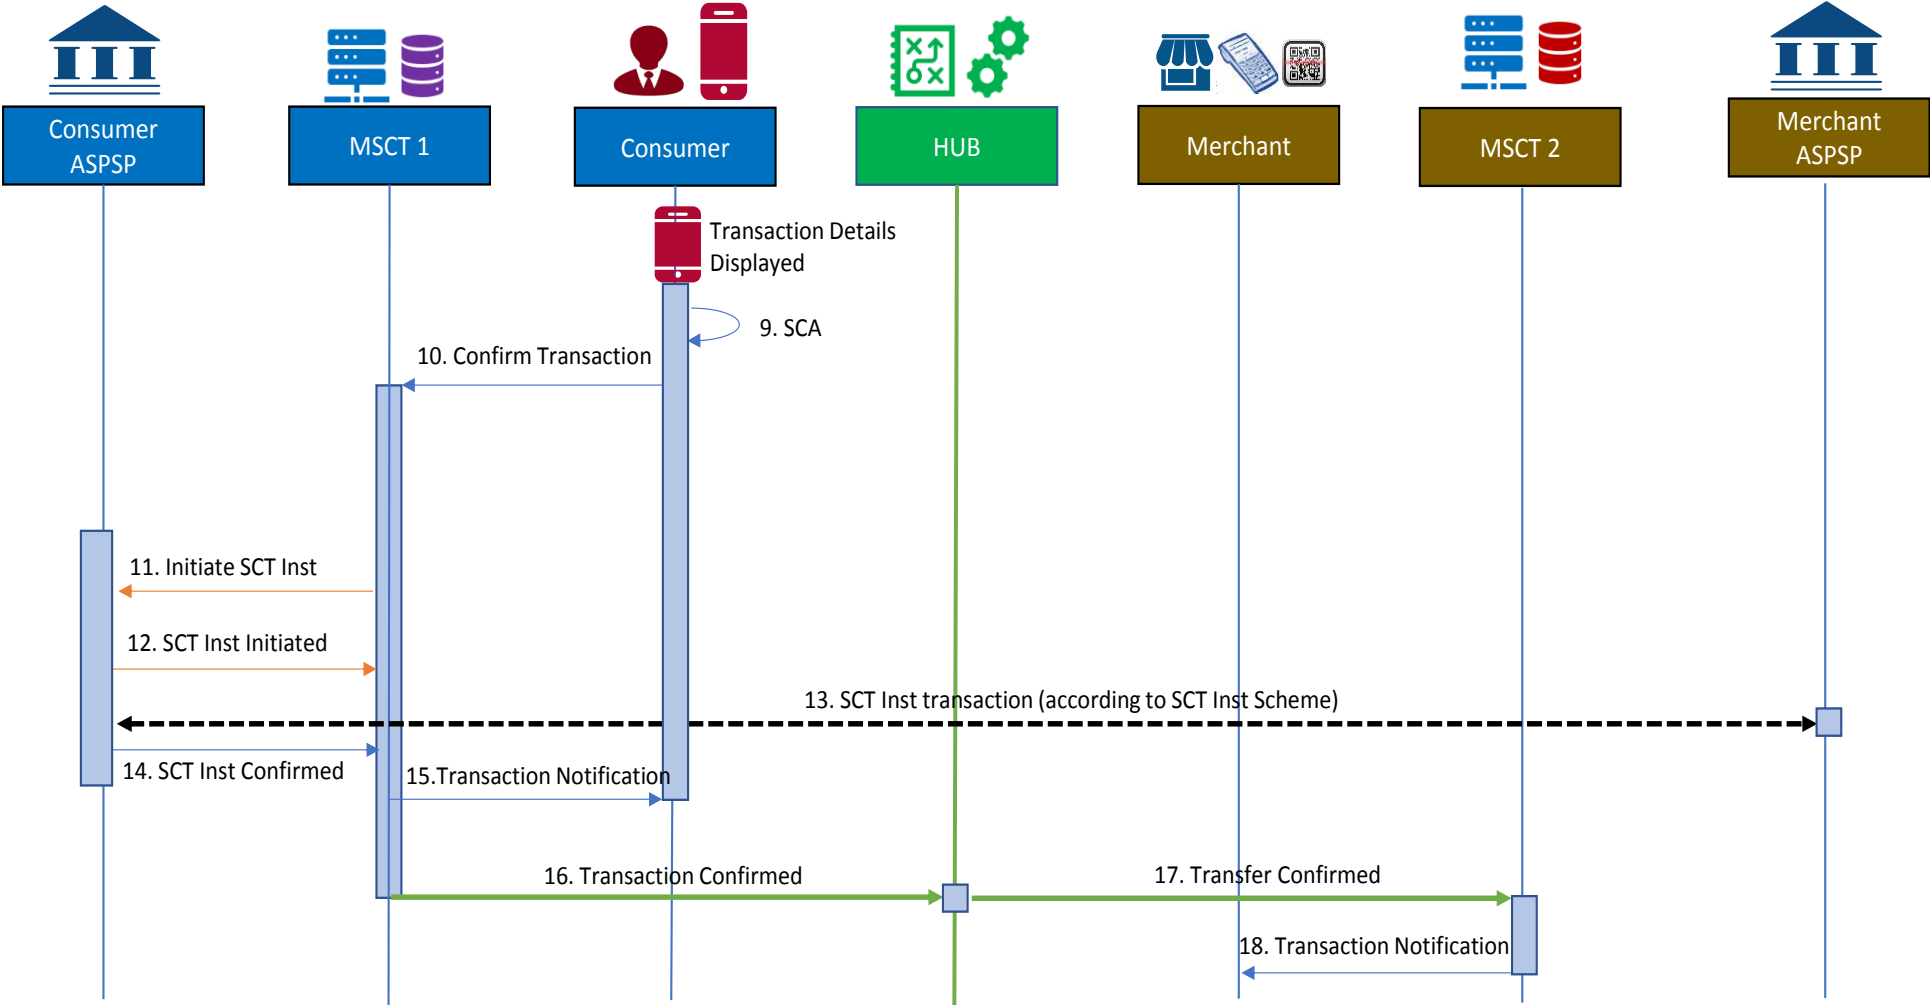 Consumer
ASPSP
MSCT 1
Consumer
HUB
Merchant
MSCT 2
Merchant
ASPSP
Transaction Details
Displayed
9. SCA
10. Confirm Transaction
11. Initiate SCT Inst
12. SCT Inst Initiated
13. SCT Inst transaction (according to SCT Inst Scheme)
14. SCT Inst Confirmed
15.Transaction Notification
16. Transaction Confirmed
17. Transfer Confirmed
18. Transaction Notification